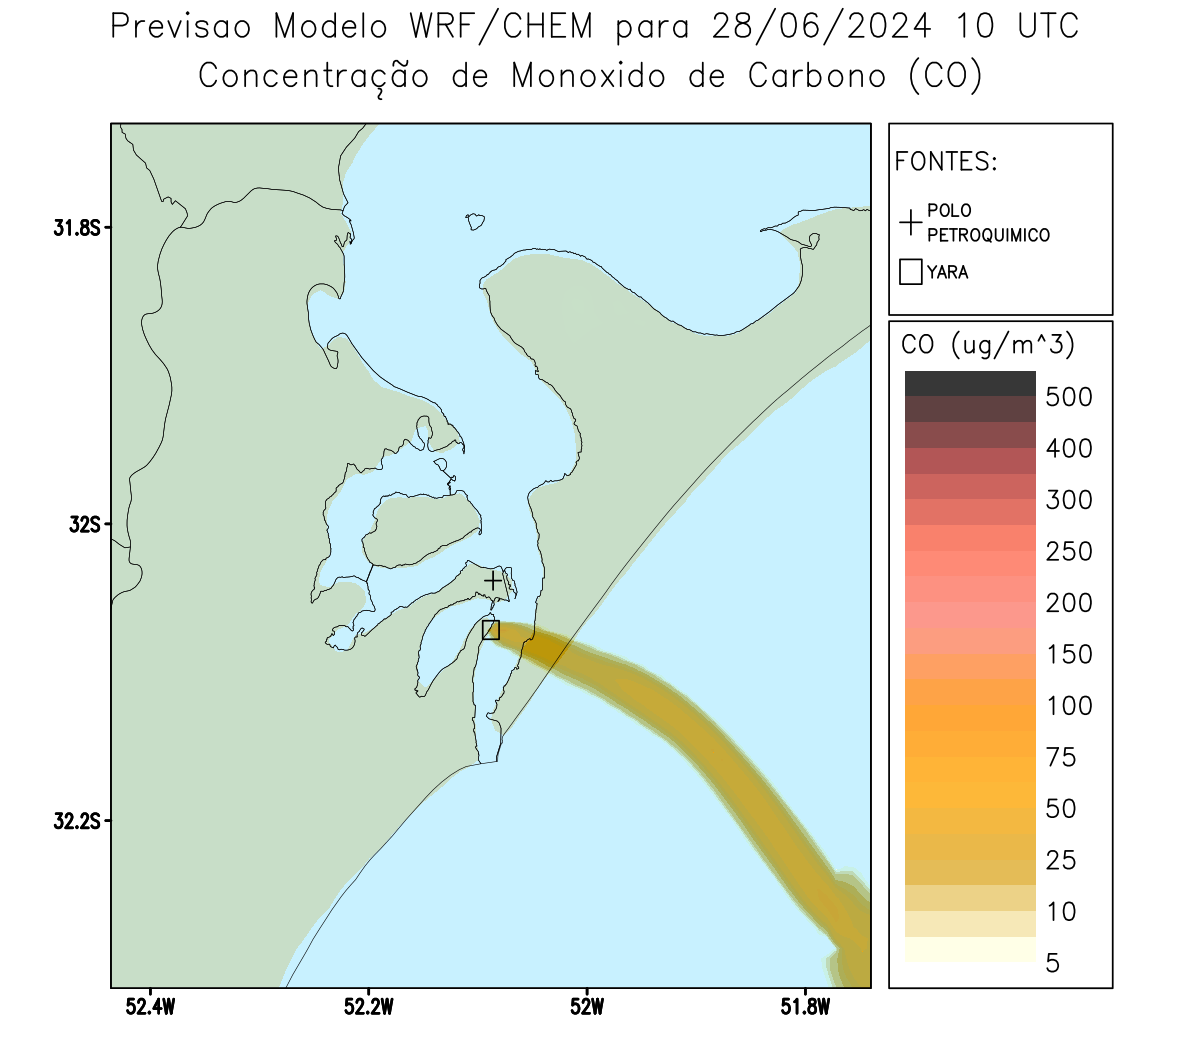 Previsao Modelo WRF/CHEM para 28/06/2024 10 UTC
Concentração de Monoxido de Carbono (CO)
FONTES:
POLO
PETROQUIMICO
YARA
CO (ug/m^3)
500
400
300
250
200
150
100
75
50
25
10
5
31.8S
32S
32.2S
52.4W
52.2W
52W
51.8W